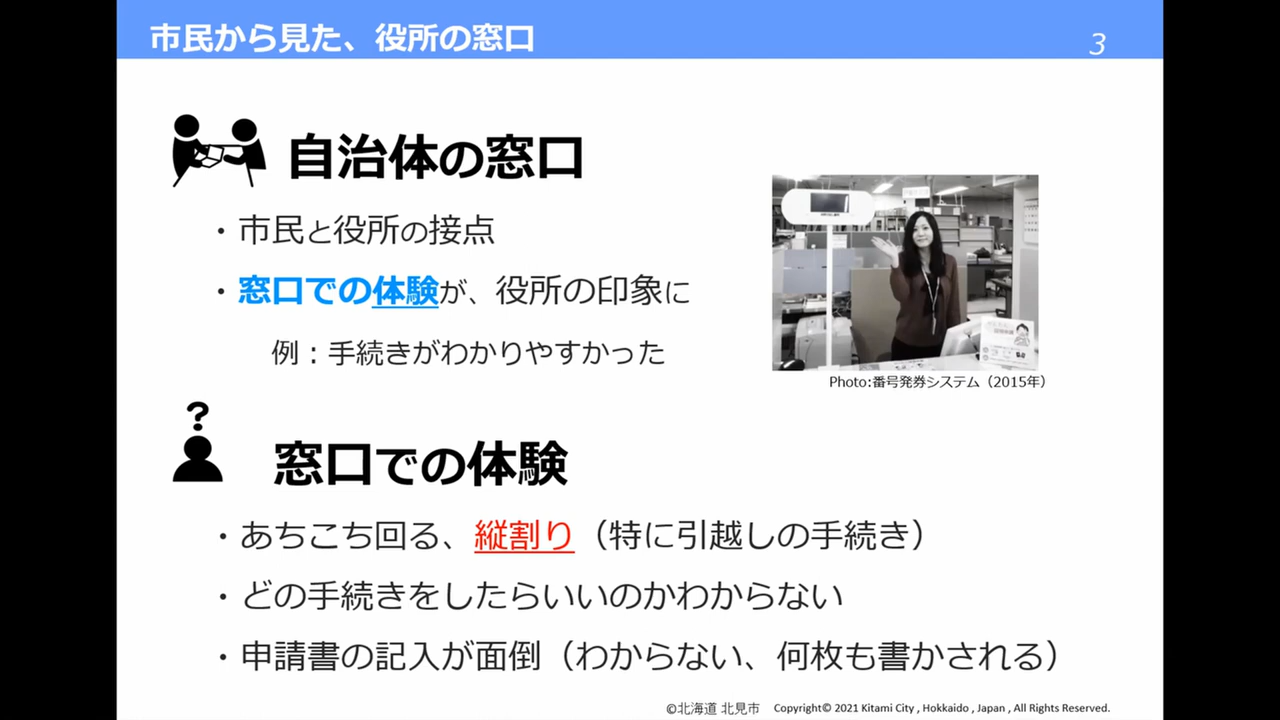 市民から見た、役所の窓口
3
自治体の窓口
・市民と役所の接点
・窓口での体験が、役所の印象に
例：手続きがわかりやすかった
Photo:番号発券システム（2015年）
?
窓口での体験
・あちこち回る、縦割り（特に引越しの手続き）
・どの手続きをしたらいいのかわからない
・申請書の記入が面倒（わからない、何枚も書かされる）
©北海道 北見市 Copyright© 2021 Kitami City , Hokkaido , Japan , All Rights Reserved.